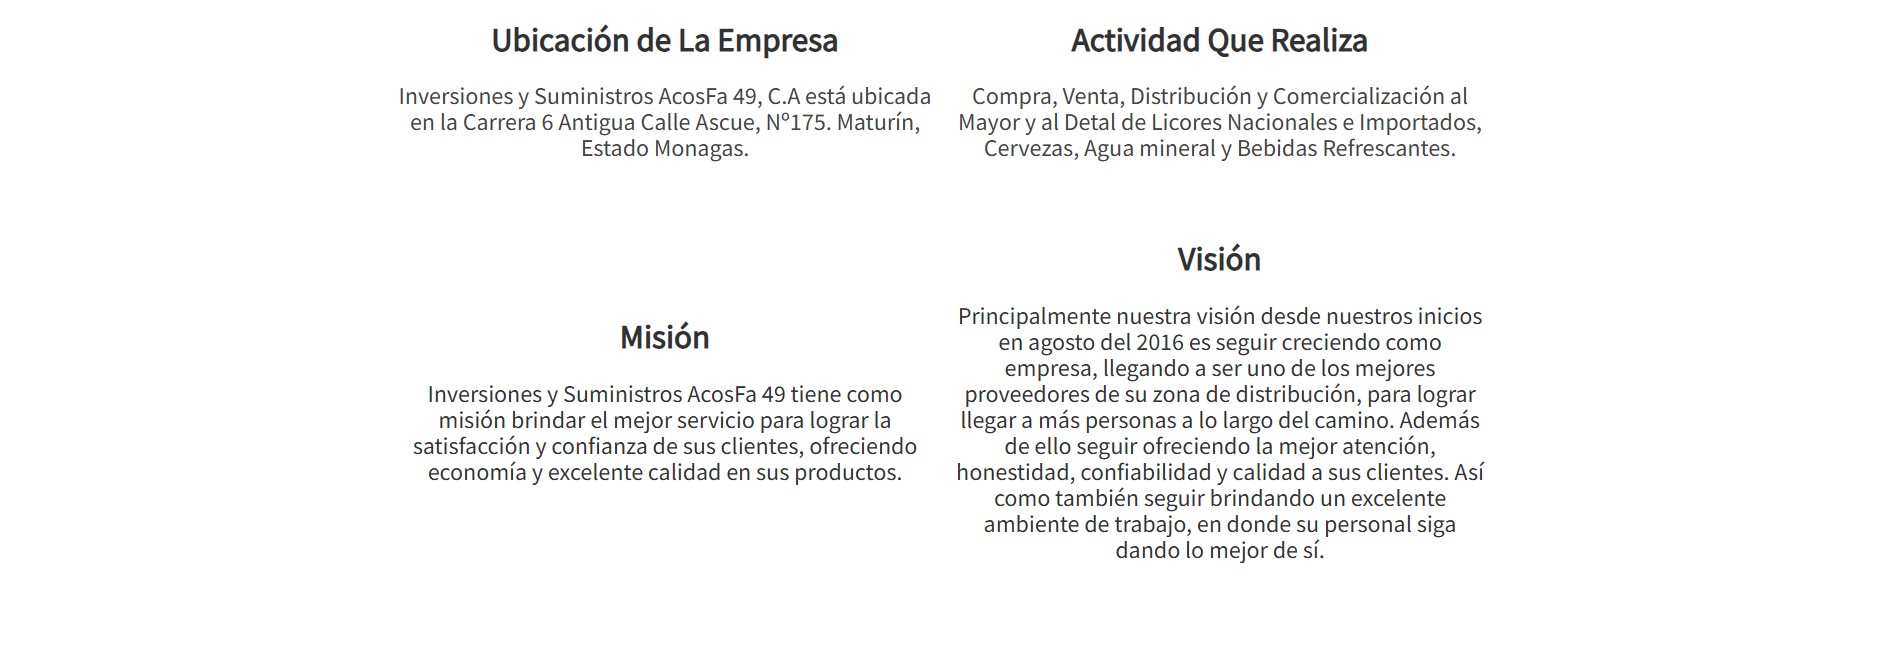 Ubicación de La Empresa
Inversiones y Suministros AcosFa 49, C.A está ubicada
en la Carrera 6 Antigua Calle Ascue, Nº175. Maturín,
Estado Monagas.
Actividad Que Realiza
Compra, Venta, Distribución y Comercialización al
Mayor y al Detal de Licores Nacionales e Importados,
Cervezas, Agua mineral y Bebidas Refrescantes.
Misión
Inversiones y Suministros AcosFa 49 tiene como
misión brindar el mejor servicio para lograr la
satisfacción y confianza de sus clientes, ofreciendo
economía y excelente calidad en sus productos.
Visión
Principalmente nuestra visión desde nuestros inicios
en agosto del 2016 es seguir creciendo como
empresa, llegando a ser uno de los mejores
proveedores de su zona de distribución, para lograr
llegar a más personas a lo largo del camino. Además
de ello seguir ofreciendo la mejor atención,
honestidad, confiabilidad y calidad a sus clientes. Así
como también seguir brindando un excelente
ambiente de trabajo, en donde su personal siga
dando lo mejor de sí.